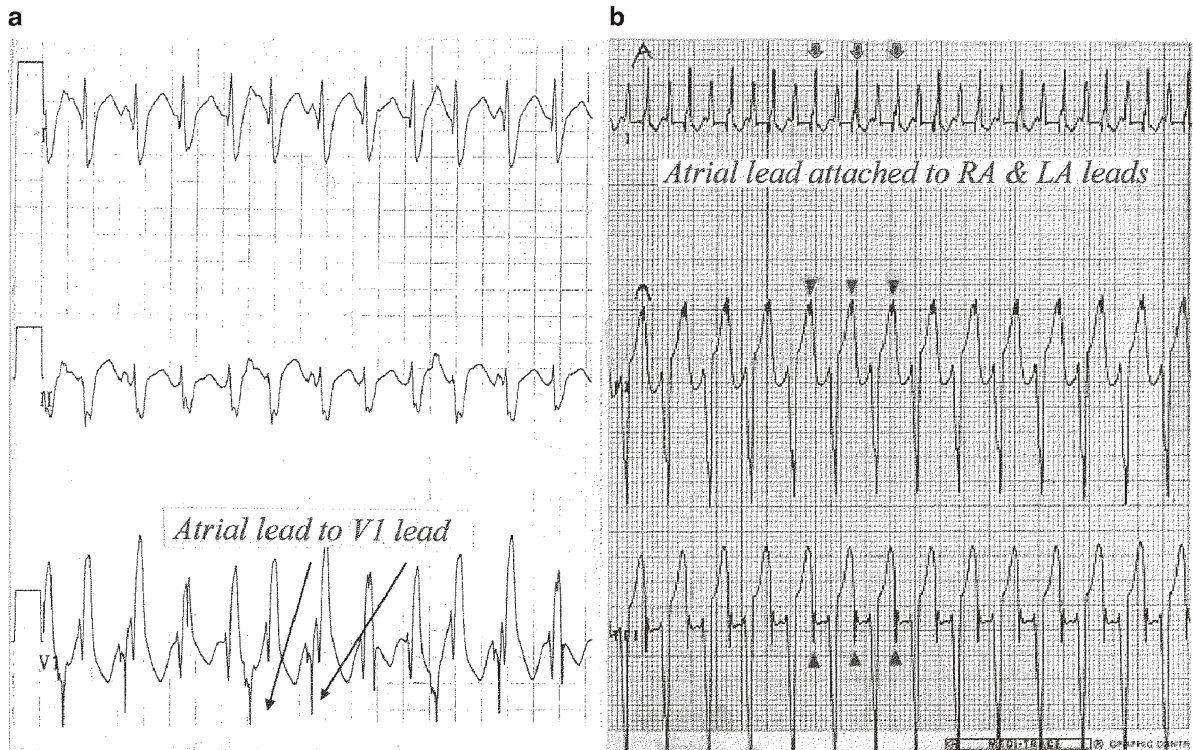 a
b
A
Atrial lead attached to RA & LA leads
Atrial lead to V1 lead
V1